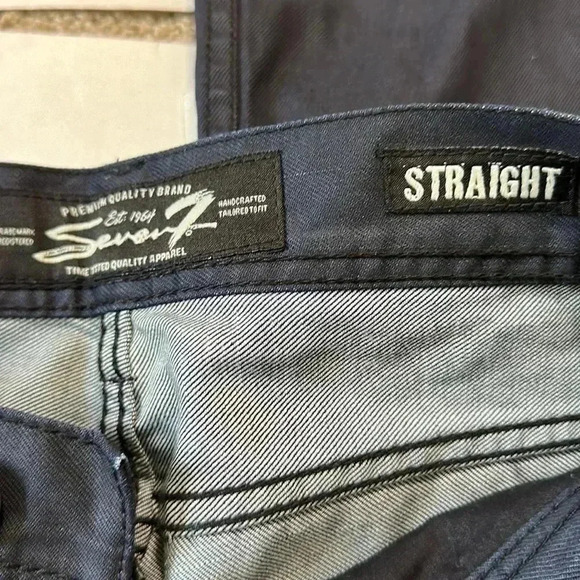 PREMIUM QUALITY BRAND
Est. 1964
HANDCRAFTED
TAILORED TO FIT
TRADEMARK
REGISTERED
Seven7
TIME TESTED QUALITY APPAREL
STRAIGHT